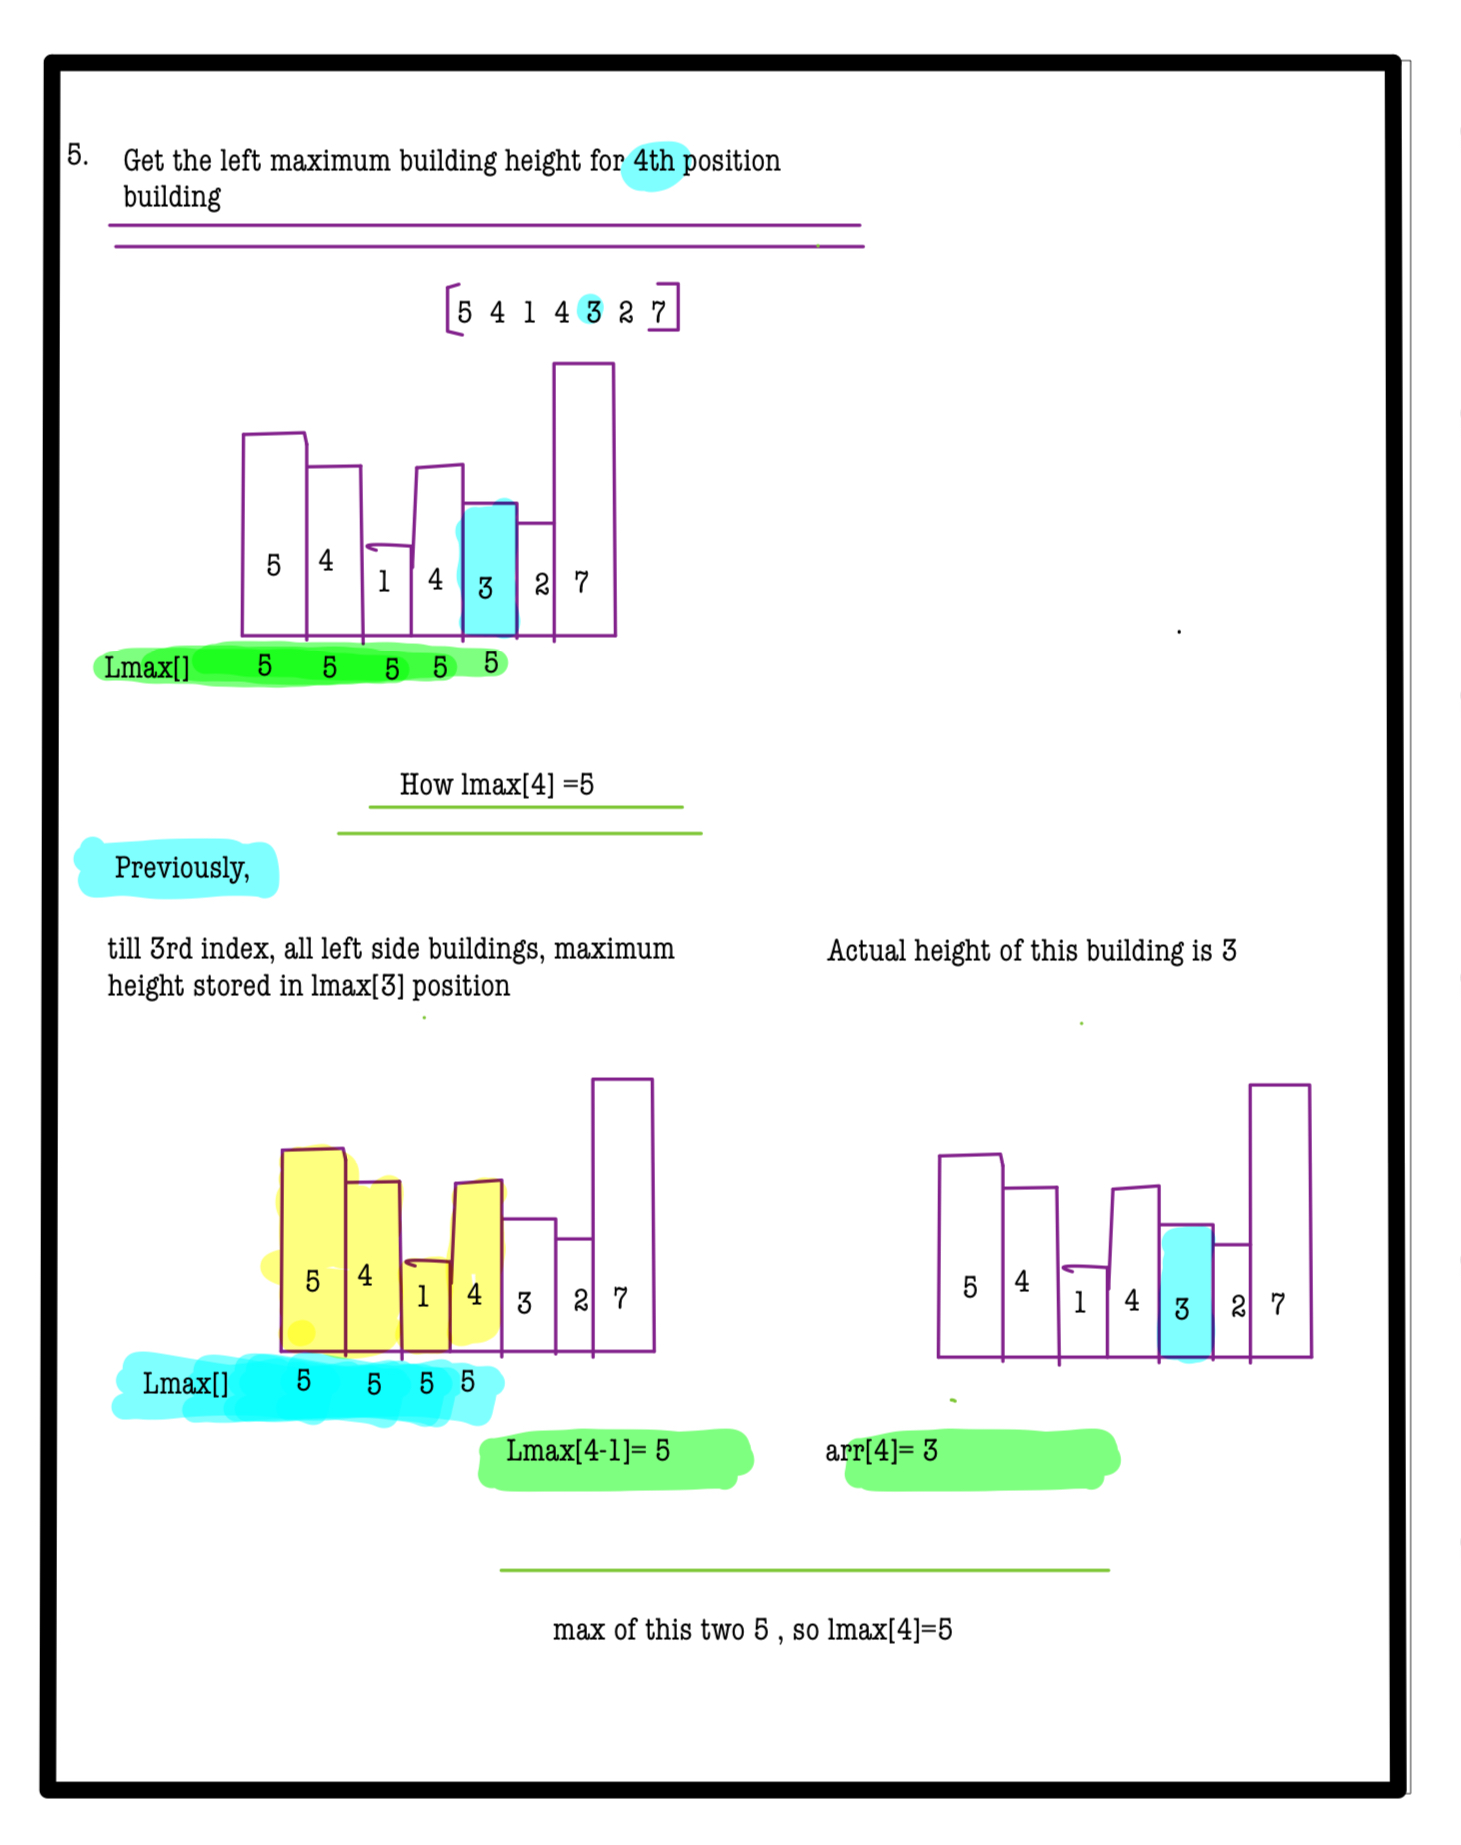 5.
Get the left maximum building height for 4th position
building
[5 4 1 4 3 2 7]
5 4 1 4 3 2 7
Lmax[] 5 5 5 5 5
How lmax[4] =5
Previously,
till 3rd index, all left side buildings, maximum
height stored in lmax[3] position
Actual height of this building is 3
5 4 1 4 3 2 7
Lmax[] 5 5 5 5
Lmax[4-1]= 5
5 4 1 4 3 2 7
arr[4]= 3
max of this two 5 , so lmax[4]=5